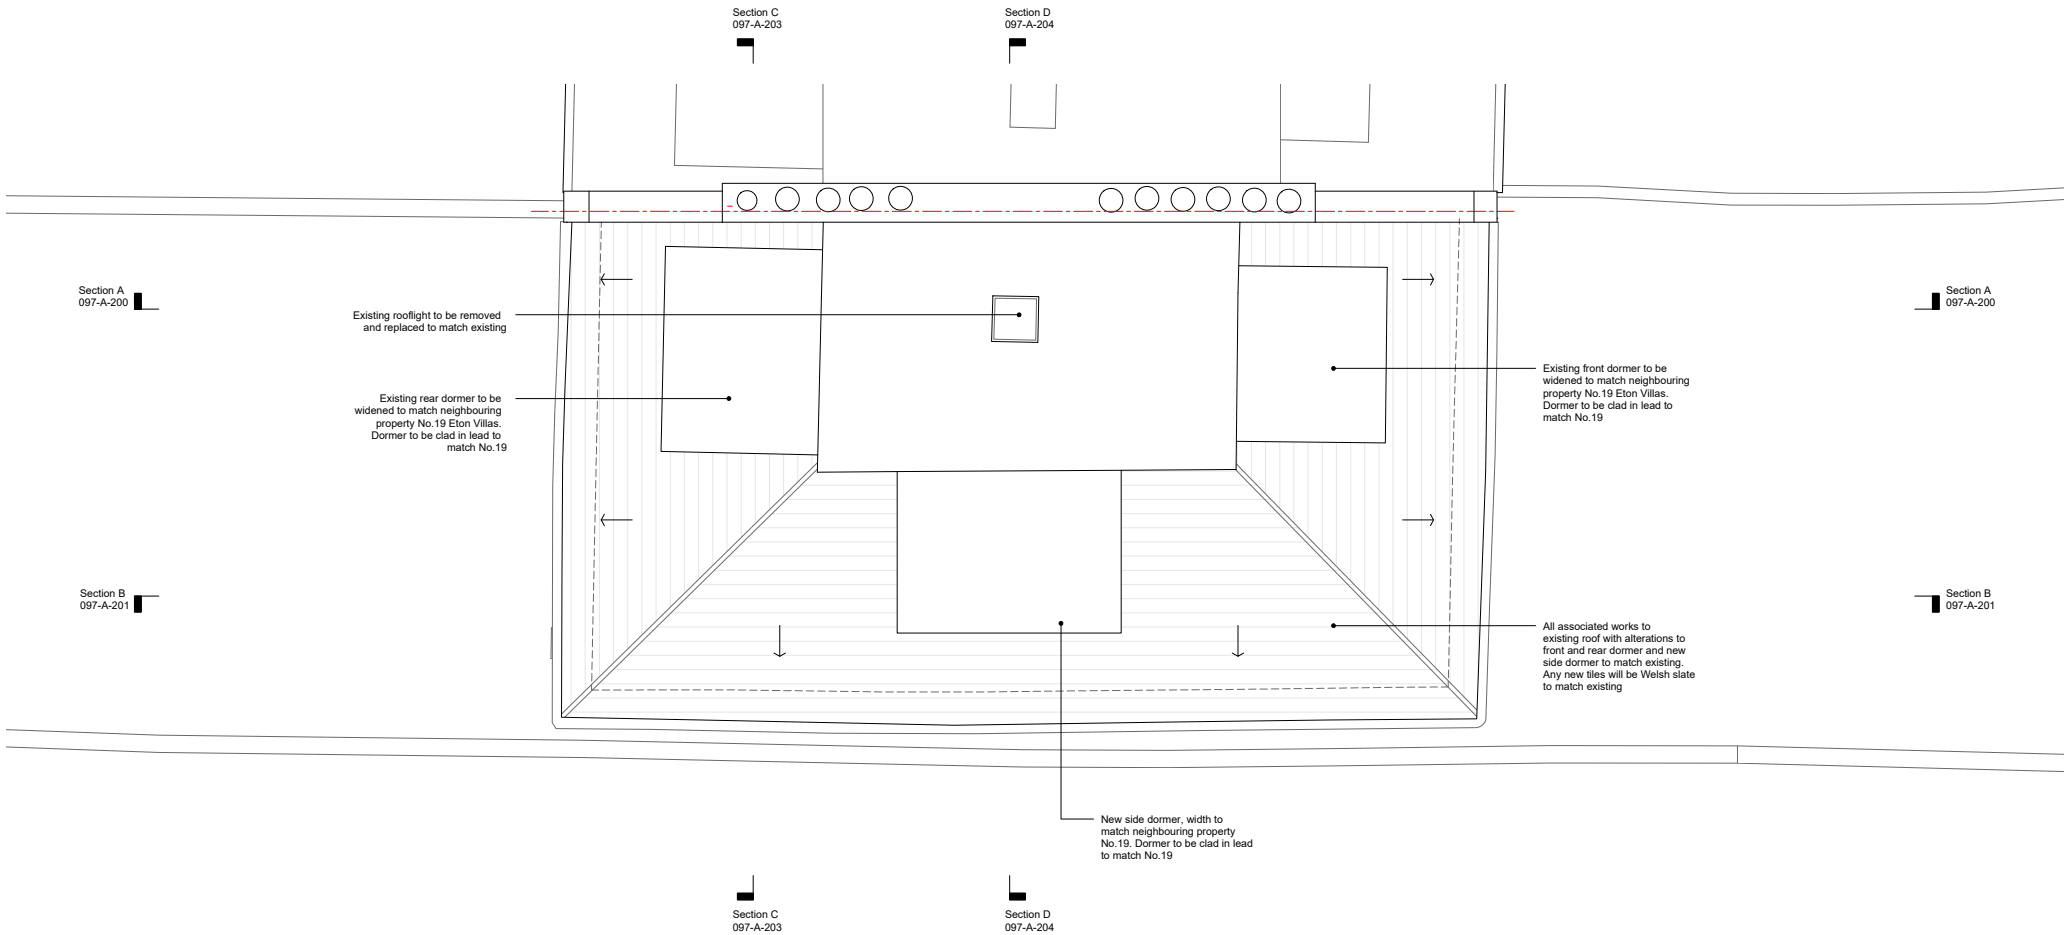 Section C
097-A-203
Section D
097-A-204
Section A
097-A-200
Section A
097-A-200
Existing rooflight to be removed
and replaced to match existing
Existing rear dormer to be
widened to match neighbouring
property No.19 Eton Villas.
Dormer to be clad in lead to
match No.19
Existing front dormer to be
widened to match neighbouring
property No.19 Eton Villas.
Dormer to be clad in lead to
match No.19
Section B
097-A-201
Section B
097-A-201
All associated works to
existing roof with alterations to
front and rear dormer and new
side dormer to match existing.
Any new tiles will be Welsh slate
to match existing
New side dormer, width to
match neighbouring property
No.19. Dormer to be clad in lead
to match No.19
Section C
097-A-203
Section D
097-A-204